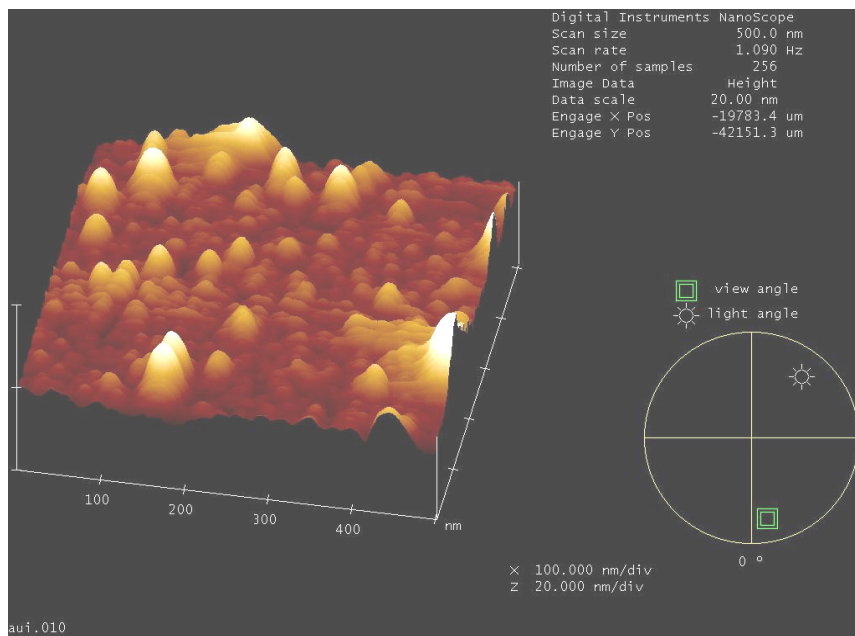 Digital Instruments NanoScope
Scan size 500.0 nm
Scan rate 1.090 Hz
Number of samples 256
Image Data Height
Data scale 20.00 nm
Engage X Pos -19783.4 um
Engage Y Pos -42151.3 um
view angle
light angle
100
200
300
400
nm
0 º
X 100.000 nm/div
Z 20.000 nm/div
aui.010